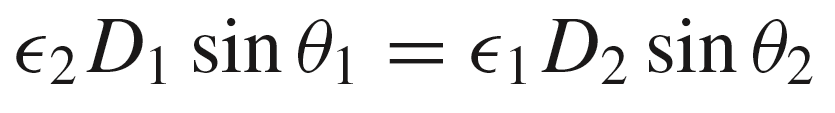 ϵ₂D₁ sin θ₁ = ϵ₁D₂ sin θ₂